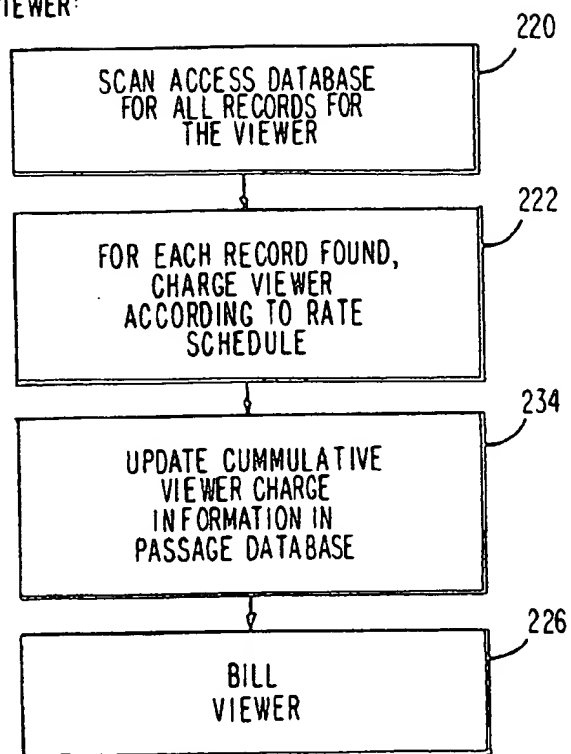 220
SCAN ACCESS DATABASE
FOR ALL RECORDS FOR
THE VIEWER
222
FOR EACH RECORD FOUND,
CHARGE VIEWER
ACCORDING TO RATE
SCHEDULE
234
UPDATE CUMMULATIVE
VIEWER CHARGE
INFORMATION IN
PASSAGE DATABASE
226
BILL
VIEWER